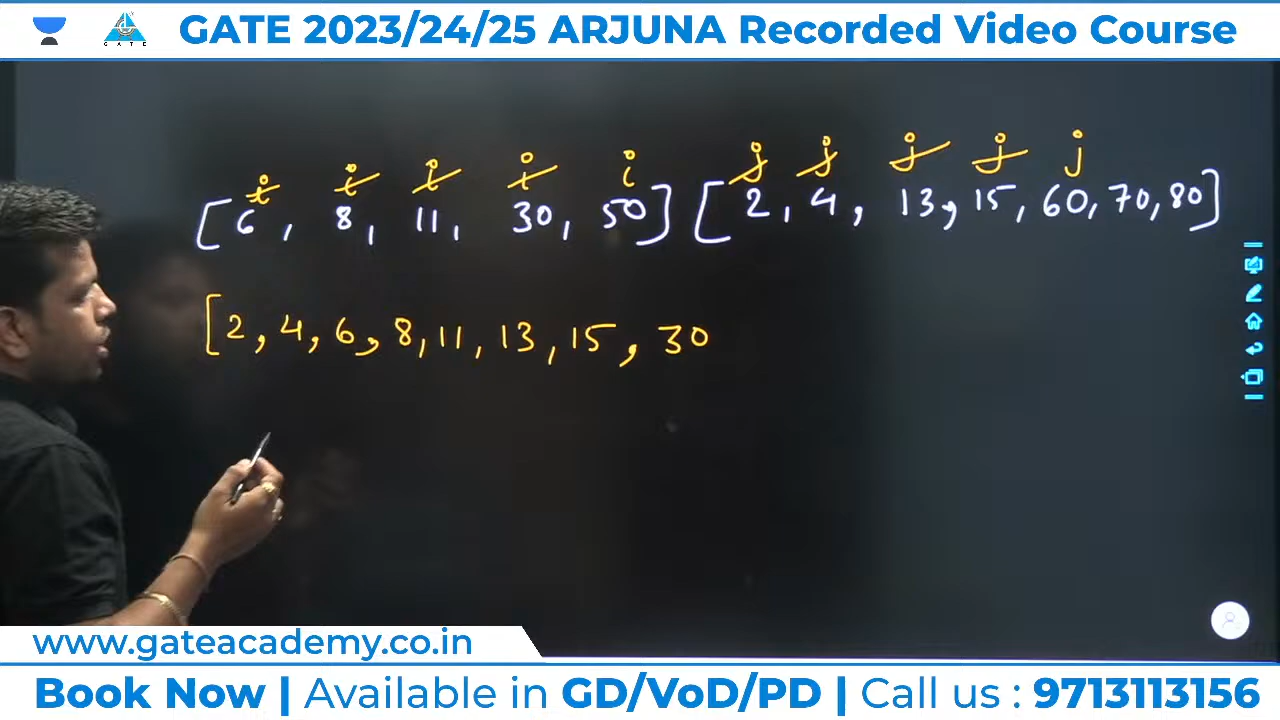 GATE 2023/24/25 ARJUNA Recorded Video Course
GATE
i i i i i j j j j j
[6, 8, 11, 30, 50] [2, 4, 13, 15, 60, 70, 80]
[2, 4, 6, 8, 11, 13, 15, 30
www.gateacademy.co.in
Book Now | Available in GD/VoD/PD | Call us : 9713113156